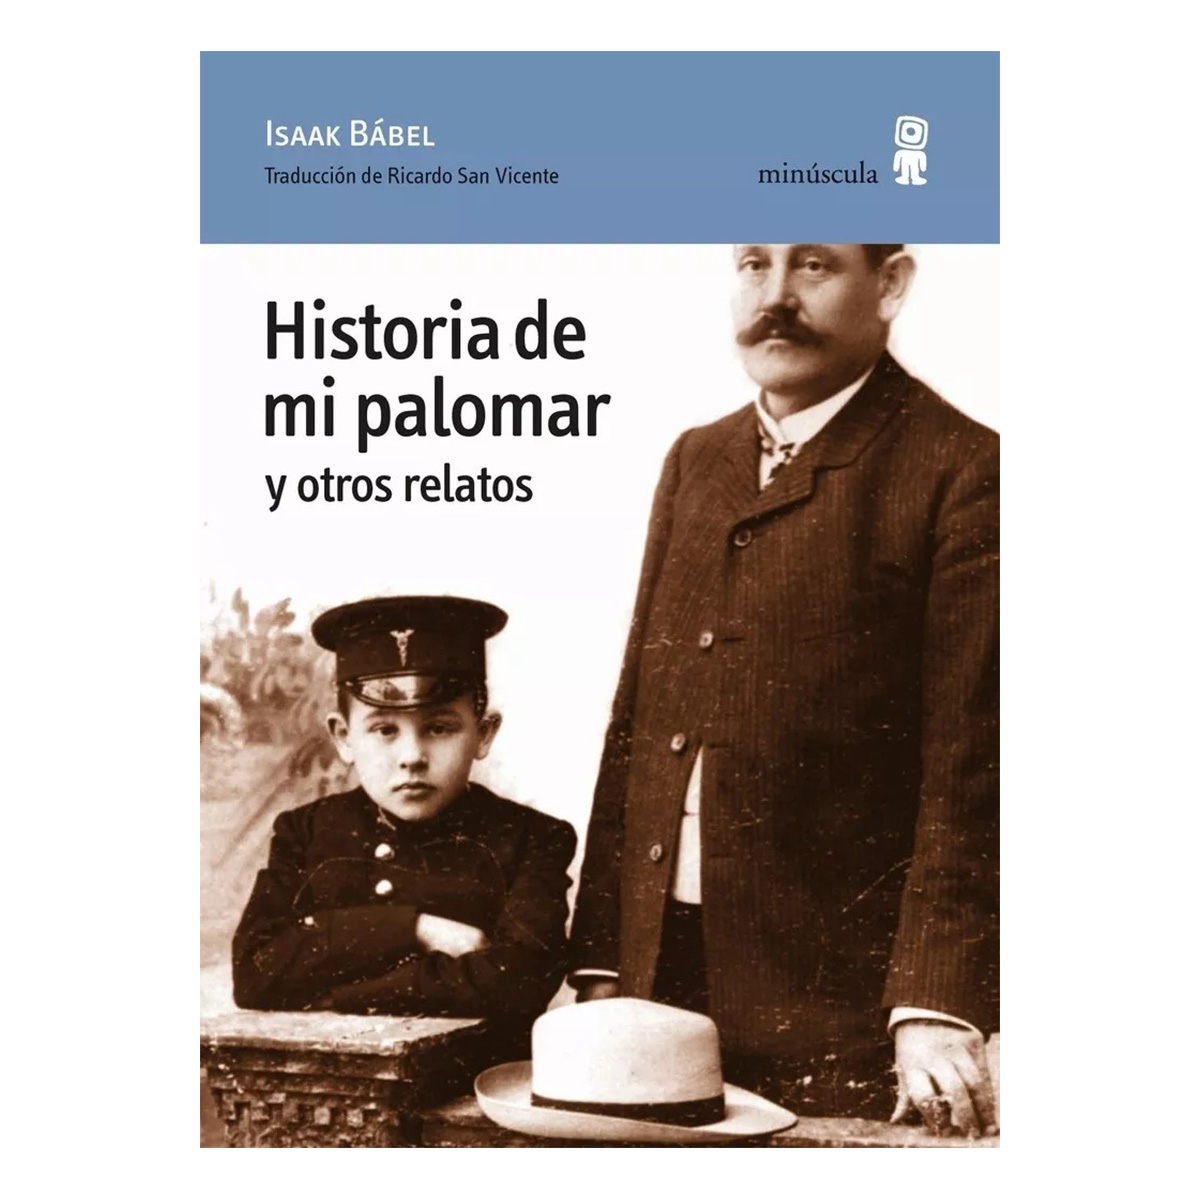 Isaak Bábel
Traducción de Ricardo San Vicente
minúscula
Historia de
mi palomar
y otros relatos